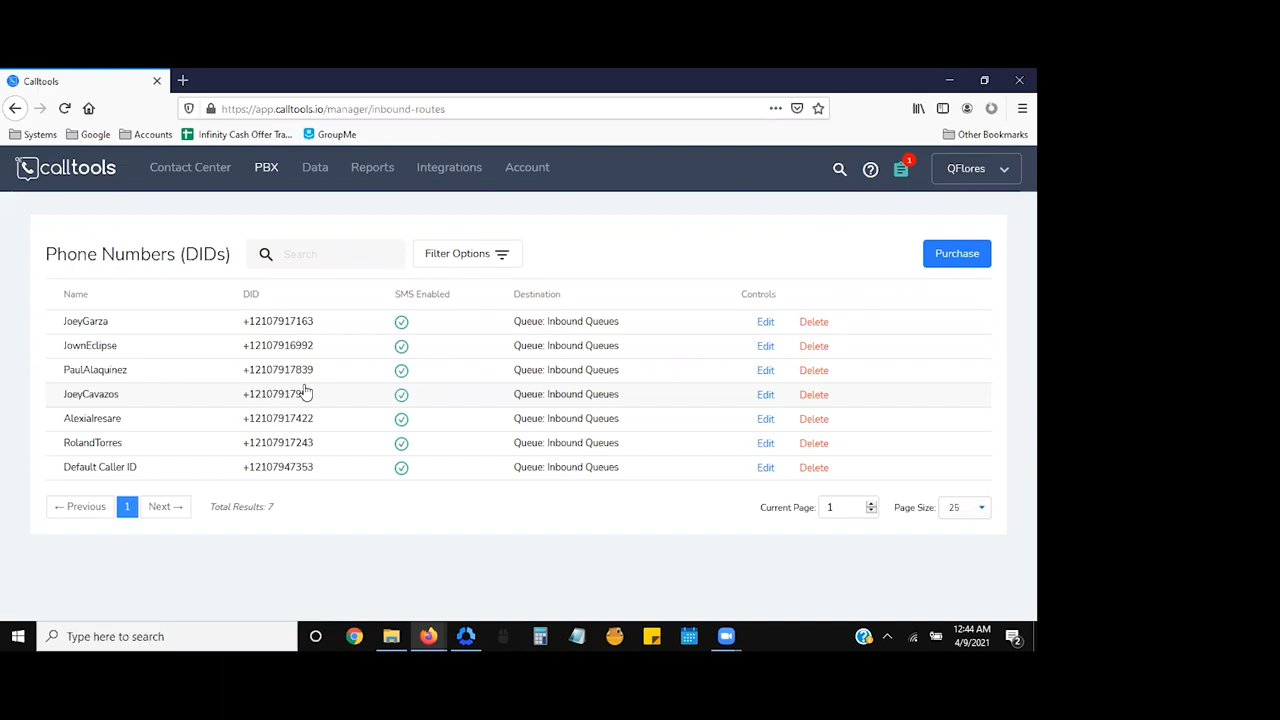 Calltools
https://app.calltools.io/manager/inbound-routes
Systems Google Accounts Infinity Cash Offer Tra... GroupMe Other Bookmarks
calltools Contact Center PBX Data Reports Integrations Account 1 QFlores
Phone Numbers (DIDs) Search Filter Options Purchase
Name DID SMS Enabled Destination Controls
JoeyGarza +12107917163 Queue: Inbound Queues Edit Delete
JownEclipse +12107916992 Queue: Inbound Queues Edit Delete
PaulAlaquinez +12107917839 Queue: Inbound Queues Edit Delete
JoeyCavazos Queue: Inbound Queues Edit Delete
AlexiaIresare +12107917422 Queue: Inbound Queues Edit Delete
RolandTorres +12107917243 Queue: Inbound Queues Edit Delete
Default Caller ID +12107947353 Queue: Inbound Queues Edit Delete
← Previous 1 Next → Total Results: 7 Current Page: 1 Page Size: 25
Type here to search
12:44 AM
4/9/2021
2